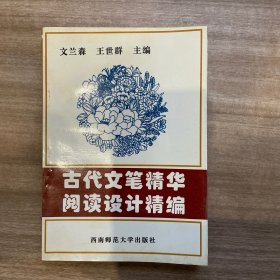 文兰森 王世群 主编
古代文笔精华
阅读设计精编
西南师范大学出版社